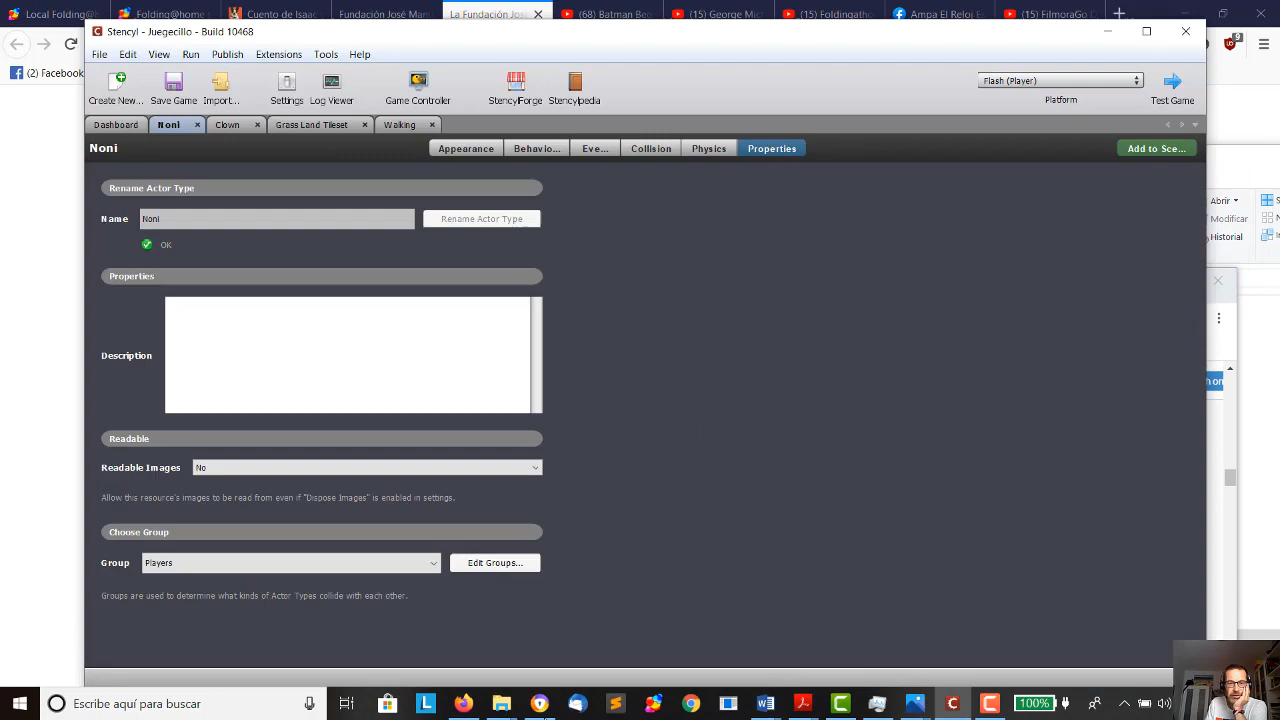 Local Folding@
Folding@home
Cuento de Isaac
Fundación José Man
La Fundación Jos
(68) Batman Be
(15) George Mic
(15) Foldingath
Ampa El Reloj Es
(15) FilmoraGo
Stencyl - Juegecillo - Build 10468
(2) Facebook
9
File Edit View Run Publish Extensions Tools Help
Create New... Save Game Import... Settings Log Viewer Game Controller StencylForge Stencylpedia
Flash (Player)
Platform
Test Game
Dashboard Noni Clown Grass Land Tileset Walking
Noni
Appearance Behavio... Eve... Collision Physics Properties
Add to Sce...
Rename Actor Type
Name Noni Rename Actor Type
OK
Properties
Description
Readable
Readable Images No
Allow this resource's images to be read from even if "Dispose Images" is enabled in settings.
Choose Group
Group Players Edit Groups...
Groups are used to determine what kinds of Actor Types collide with each other.
Abrir
Modificar
Historial
Escribe aquí para buscar
100%